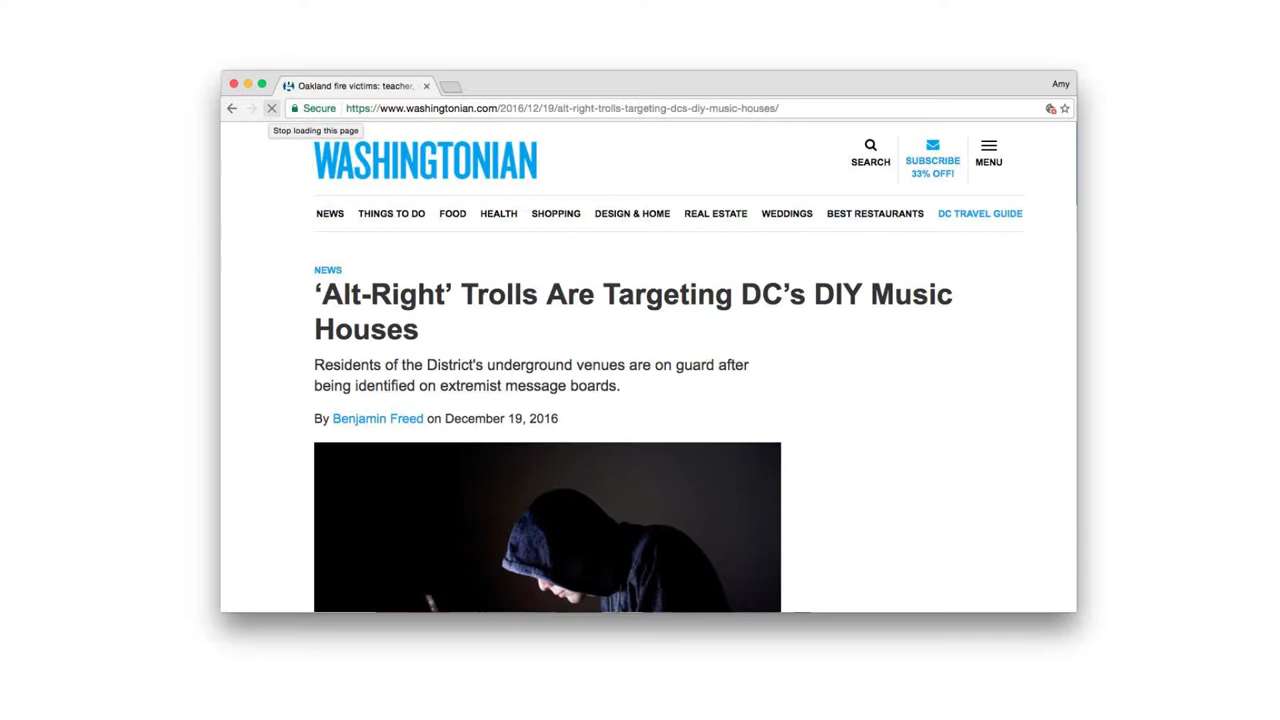 Oakland fire victims: teacher,
Amy
Secure https://www.washingtonian.com/2016/12/19/alt-right-trolls-targeting-dcs-diy-music-houses/
Stop loading this page
WASHINGTONIAN
SEARCH
SUBSCRIBE
33% OFF!
MENU
NEWS THINGS TO DO FOOD HEALTH SHOPPING DESIGN & HOME REAL ESTATE WEDDINGS BEST RESTAURANTS DC TRAVEL GUIDE
NEWS
‘Alt-Right’ Trolls Are Targeting DC’s DIY Music
Houses
Residents of the District's underground venues are on guard after
being identified on extremist message boards.
By Benjamin Freed on December 19, 2016